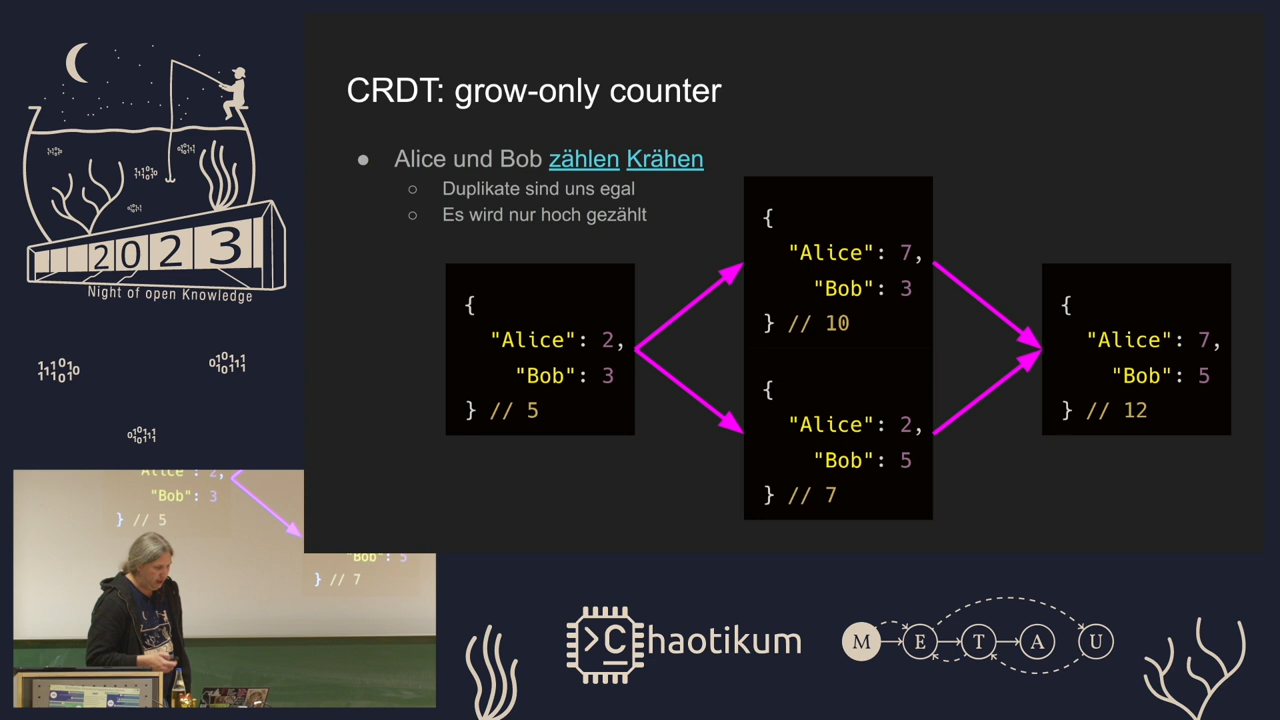 CRDT: grow-only counter
● Alice und Bob zählen Krähen
○ Duplikate sind uns egal
○ Es wird nur hoch gezählt
{
"Alice": 2,
"Bob": 3
} // 5
{
"Alice": 7,
"Bob": 3
} // 10
{
"Alice": 2,
"Bob": 5
} // 7
{
"Alice": 7,
"Bob": 5
} // 12
2023
Night of open Knowledge
Alice : 2,
"Bob": 3
} // 5
"Bob": 5
} // 7
>Chaotikum
M E T A U